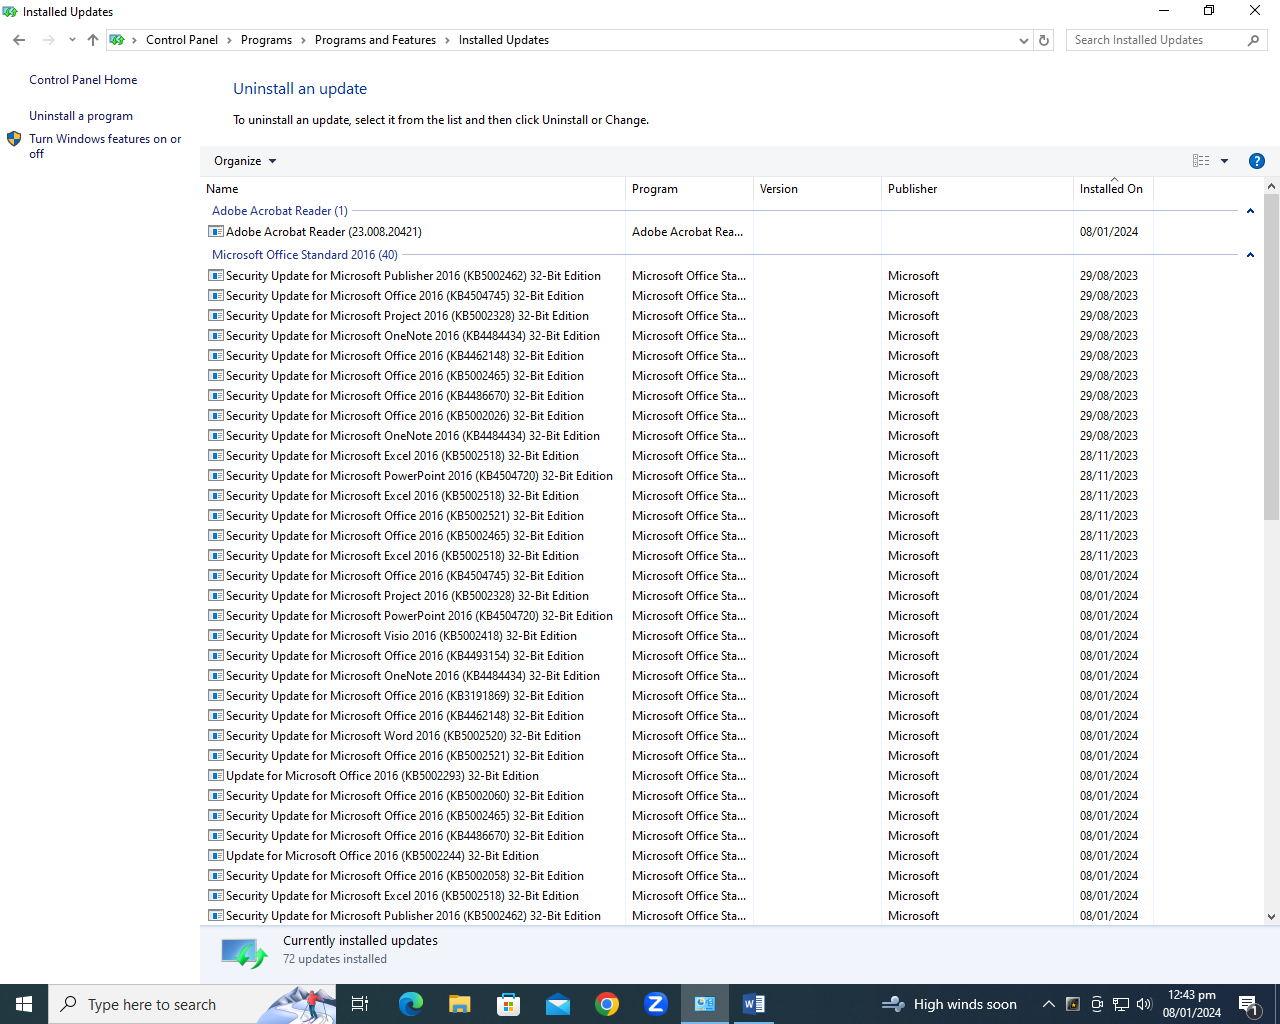 Installed Updates
Control Panel Programs Programs and Features Installed Updates Search Installed Updates
Control Panel Home
Uninstall a program
Turn Windows features on or
off
Uninstall an update
To uninstall an update, select it from the list and then click Uninstall or Change.
Organize
Name Program Version Publisher Installed On
Adobe Acrobat Reader (1)
Adobe Acrobat Reader (23.008.20421) Adobe Acrobat Rea... 08/01/2024
Microsoft Office Standard 2016 (40)
Security Update for Microsoft Publisher 2016 (KB5002462) 32-Bit Edition Microsoft Office Sta... Microsoft 29/08/2023
Security Update for Microsoft Office 2016 (KB4504745) 32-Bit Edition Microsoft Office Sta... Microsoft 29/08/2023
Security Update for Microsoft Project 2016 (KB5002328) 32-Bit Edition Microsoft Office Sta... Microsoft 29/08/2023
Security Update for Microsoft OneNote 2016 (KB4484434) 32-Bit Edition Microsoft Office Sta... Microsoft 29/08/2023
Security Update for Microsoft Office 2016 (KB4462148) 32-Bit Edition Microsoft Office Sta... Microsoft 29/08/2023
Security Update for Microsoft Office 2016 (KB5002465) 32-Bit Edition Microsoft Office Sta... Microsoft 29/08/2023
Security Update for Microsoft Office 2016 (KB4486670) 32-Bit Edition Microsoft Office Sta... Microsoft 29/08/2023
Security Update for Microsoft Office 2016 (KB5002026) 32-Bit Edition Microsoft Office Sta... Microsoft 29/08/2023
Security Update for Microsoft OneNote 2016 (KB4484434) 32-Bit Edition Microsoft Office Sta... Microsoft 29/08/2023
Security Update for Microsoft Excel 2016 (KB5002518) 32-Bit Edition Microsoft Office Sta... Microsoft 28/11/2023
Security Update for Microsoft PowerPoint 2016 (KB4504720) 32-Bit Edition Microsoft Office Sta... Microsoft 28/11/2023
Security Update for Microsoft Excel 2016 (KB5002518) 32-Bit Edition Microsoft Office Sta... Microsoft 28/11/2023
Security Update for Microsoft Office 2016 (KB5002521) 32-Bit Edition Microsoft Office Sta... Microsoft 28/11/2023
Security Update for Microsoft Office 2016 (KB5002465) 32-Bit Edition Microsoft Office Sta... Microsoft 28/11/2023
Security Update for Microsoft Excel 2016 (KB5002518) 32-Bit Edition Microsoft Office Sta... Microsoft 28/11/2023
Security Update for Microsoft Office 2016 (KB4504745) 32-Bit Edition Microsoft Office Sta... Microsoft 08/01/2024
Security Update for Microsoft Project 2016 (KB5002328) 32-Bit Edition Microsoft Office Sta... Microsoft 08/01/2024
Security Update for Microsoft PowerPoint 2016 (KB4504720) 32-Bit Edition Microsoft Office Sta... Microsoft 08/01/2024
Security Update for Microsoft Visio 2016 (KB5002418) 32-Bit Edition Microsoft Office Sta... Microsoft 08/01/2024
Security Update for Microsoft Office 2016 (KB4493154) 32-Bit Edition Microsoft Office Sta... Microsoft 08/01/2024
Security Update for Microsoft OneNote 2016 (KB4484434) 32-Bit Edition Microsoft Office Sta... Microsoft 08/01/2024
Security Update for Microsoft Office 2016 (KB3191869) 32-Bit Edition Microsoft Office Sta... Microsoft 08/01/2024
Security Update for Microsoft Office 2016 (KB4462148) 32-Bit Edition Microsoft Office Sta... Microsoft 08/01/2024
Security Update for Microsoft Word 2016 (KB5002520) 32-Bit Edition Microsoft Office Sta... Microsoft 08/01/2024
Security Update for Microsoft Office 2016 (KB5002521) 32-Bit Edition Microsoft Office Sta... Microsoft 08/01/2024
Update for Microsoft Office 2016 (KB5002293) 32-Bit Edition Microsoft Office Sta... Microsoft 08/01/2024
Security Update for Microsoft Office 2016 (KB5002060) 32-Bit Edition Microsoft Office Sta... Microsoft 08/01/2024
Security Update for Microsoft Office 2016 (KB5002465) 32-Bit Edition Microsoft Office Sta... Microsoft 08/01/2024
Security Update for Microsoft Office 2016 (KB4486670) 32-Bit Edition Microsoft Office Sta... Microsoft 08/01/2024
Update for Microsoft Office 2016 (KB5002244) 32-Bit Edition Microsoft Office Sta... Microsoft 08/01/2024
Security Update for Microsoft Office 2016 (KB5002058) 32-Bit Edition Microsoft Office Sta... Microsoft 08/01/2024
Security Update for Microsoft Excel 2016 (KB5002518) 32-Bit Edition Microsoft Office Sta... Microsoft 08/01/2024
Security Update for Microsoft Publisher 2016 (KB5002462) 32-Bit Edition Microsoft Office Sta... Microsoft 08/01/2024
Currently installed updates
72 updates installed
Type here to search High winds soon 12:43 pm
08/01/2024 1